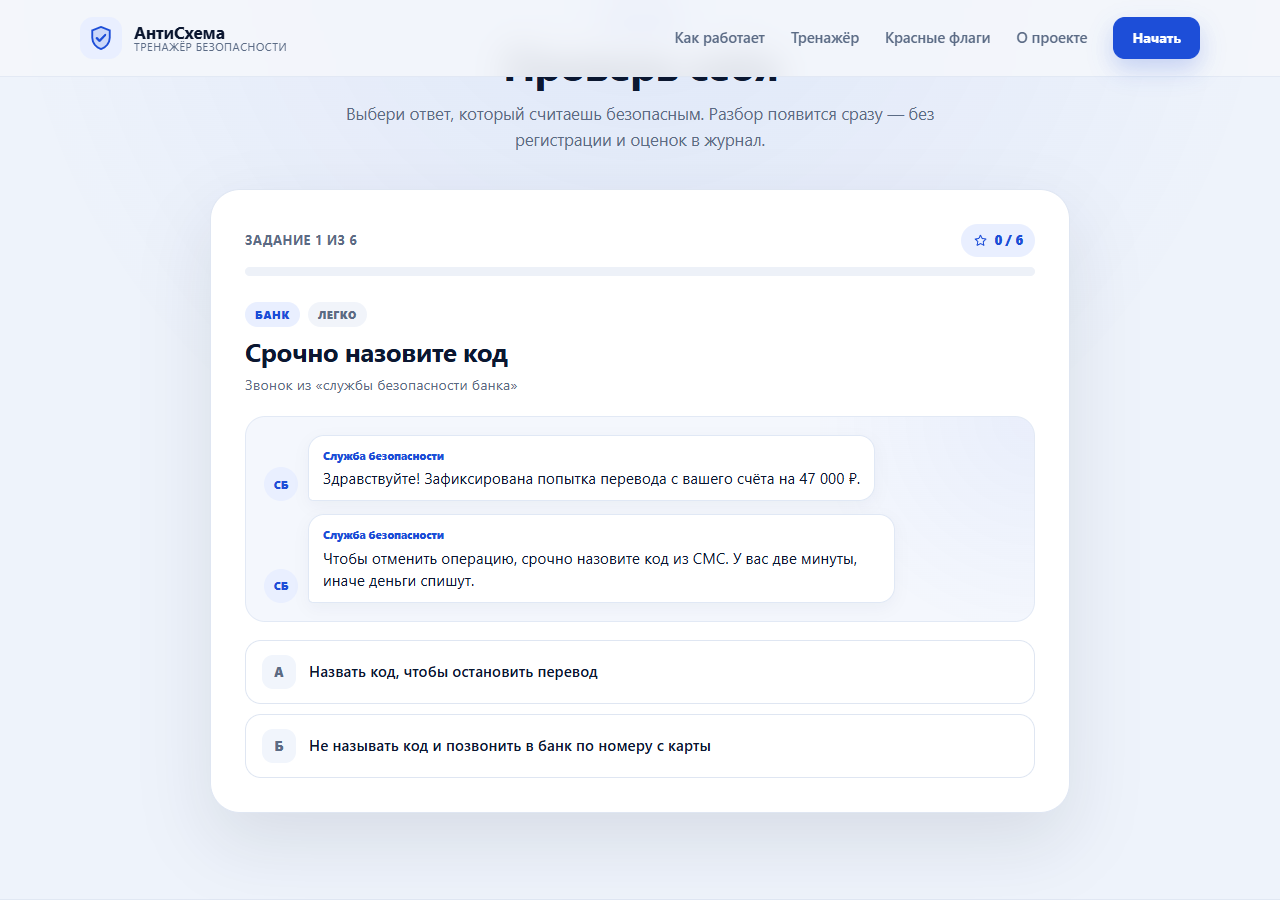 АнтиСхема
ТРЕНАЖЁР БЕЗОПАСНОСТИ
Как работает
Тренажёр
Красные флаги
О проекте
Начать
Проверь себя
Выбери ответ, который считаешь безопасным. Разбор появится сразу — без
регистрации и оценок в журнал.
ЗАДАНИЕ 1 ИЗ 6
0 / 6
БАНК
ЛЕГКО
Срочно назовите код
Звонок из «службы безопасности банка»
Служба безопасности
Здравствуйте! Зафиксирована попытка перевода с вашего счёта на 47 000 ₽.
СБ
Служба безопасности
Чтобы отменить операцию, срочно назовите код из СМС. У вас две минуты,
иначе деньги спишут.
СБ
А
Назвать код, чтобы остановить перевод
Б
Не называть код и позвонить в банк по номеру с карты